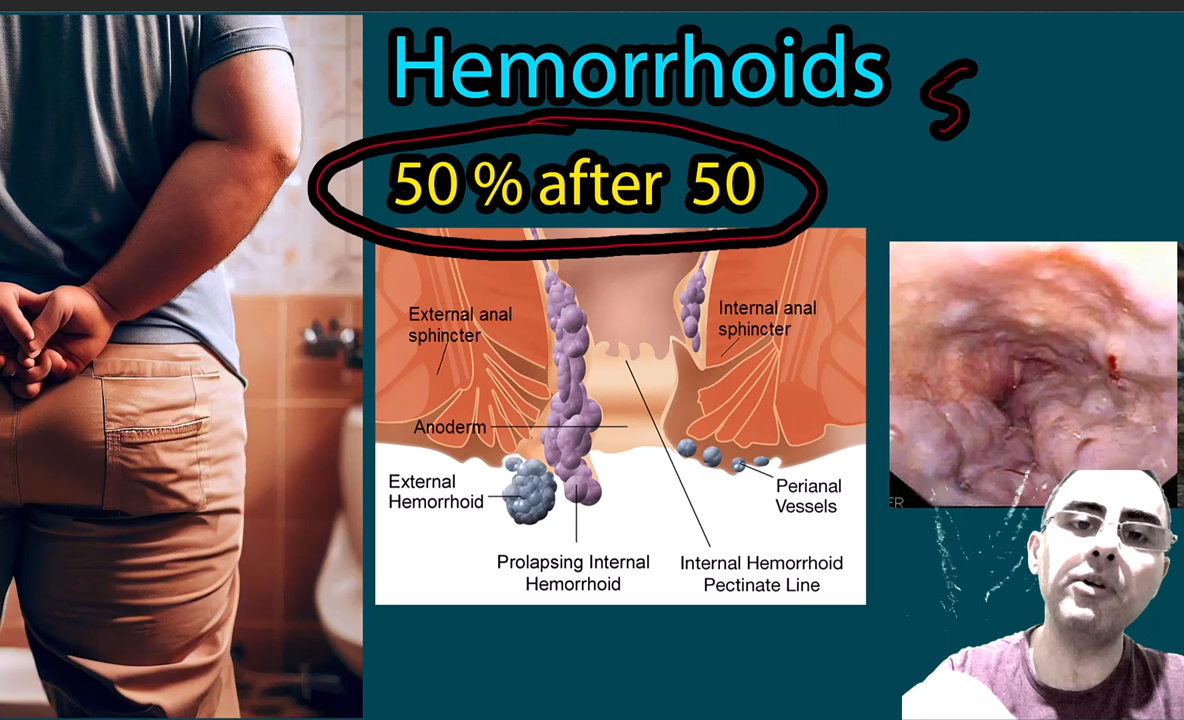 Hemorrhoids
S
50 % after 50
External anal
sphincter
Internal anal
sphincter
Anoderm
External
Hemorrhoid
Perianal
Vessels
Prolapsing Internal
Hemorrhoid
Internal Hemorrhoid
Pectinate Line
ER